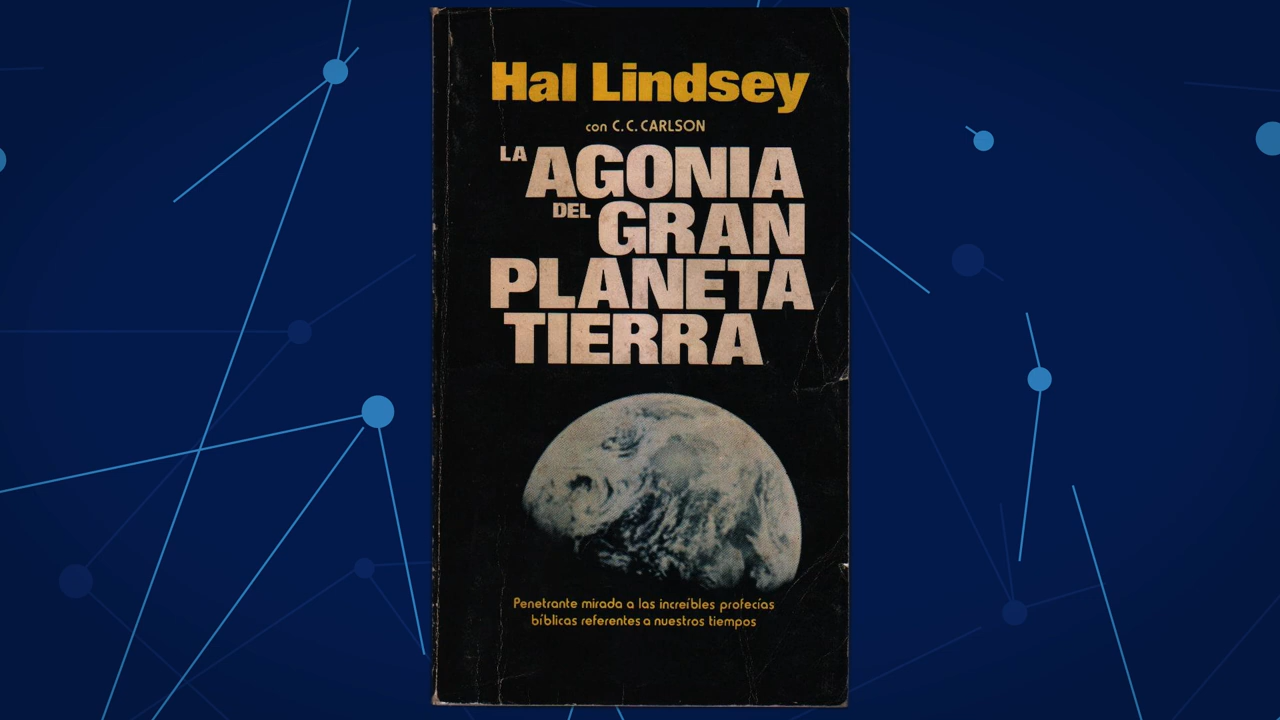 Hal Lindsey
con C. C. CARLSON
LA AGONIA
DEL GRAN
PLANETA
TIERRA
Penetrante mirada a las increíbles profecías
bíblicas referentes a nuestros tiempos